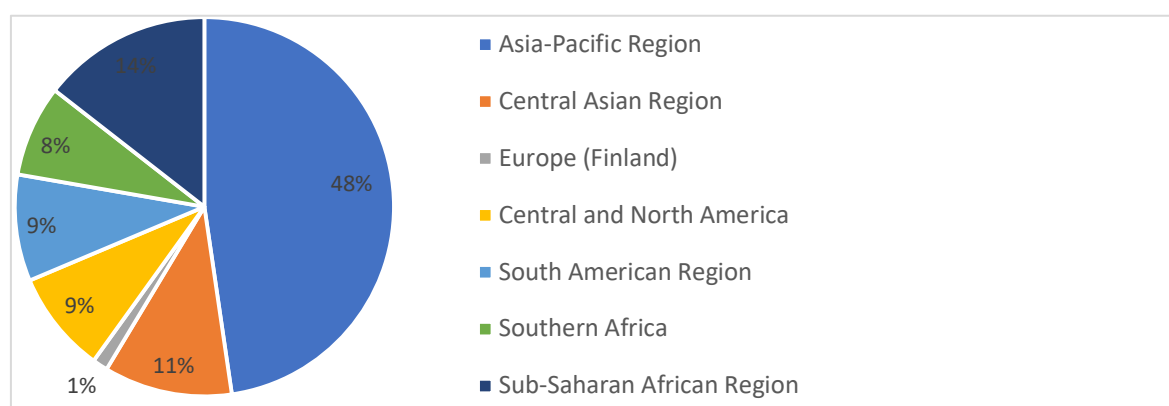 14%
8%
48%
9%
9%
11%
1%
Asia-Pacific Region
Central Asian Region
Europe (Finland)
Central and North America
South American Region
Southern Africa
Sub-Saharan African Region